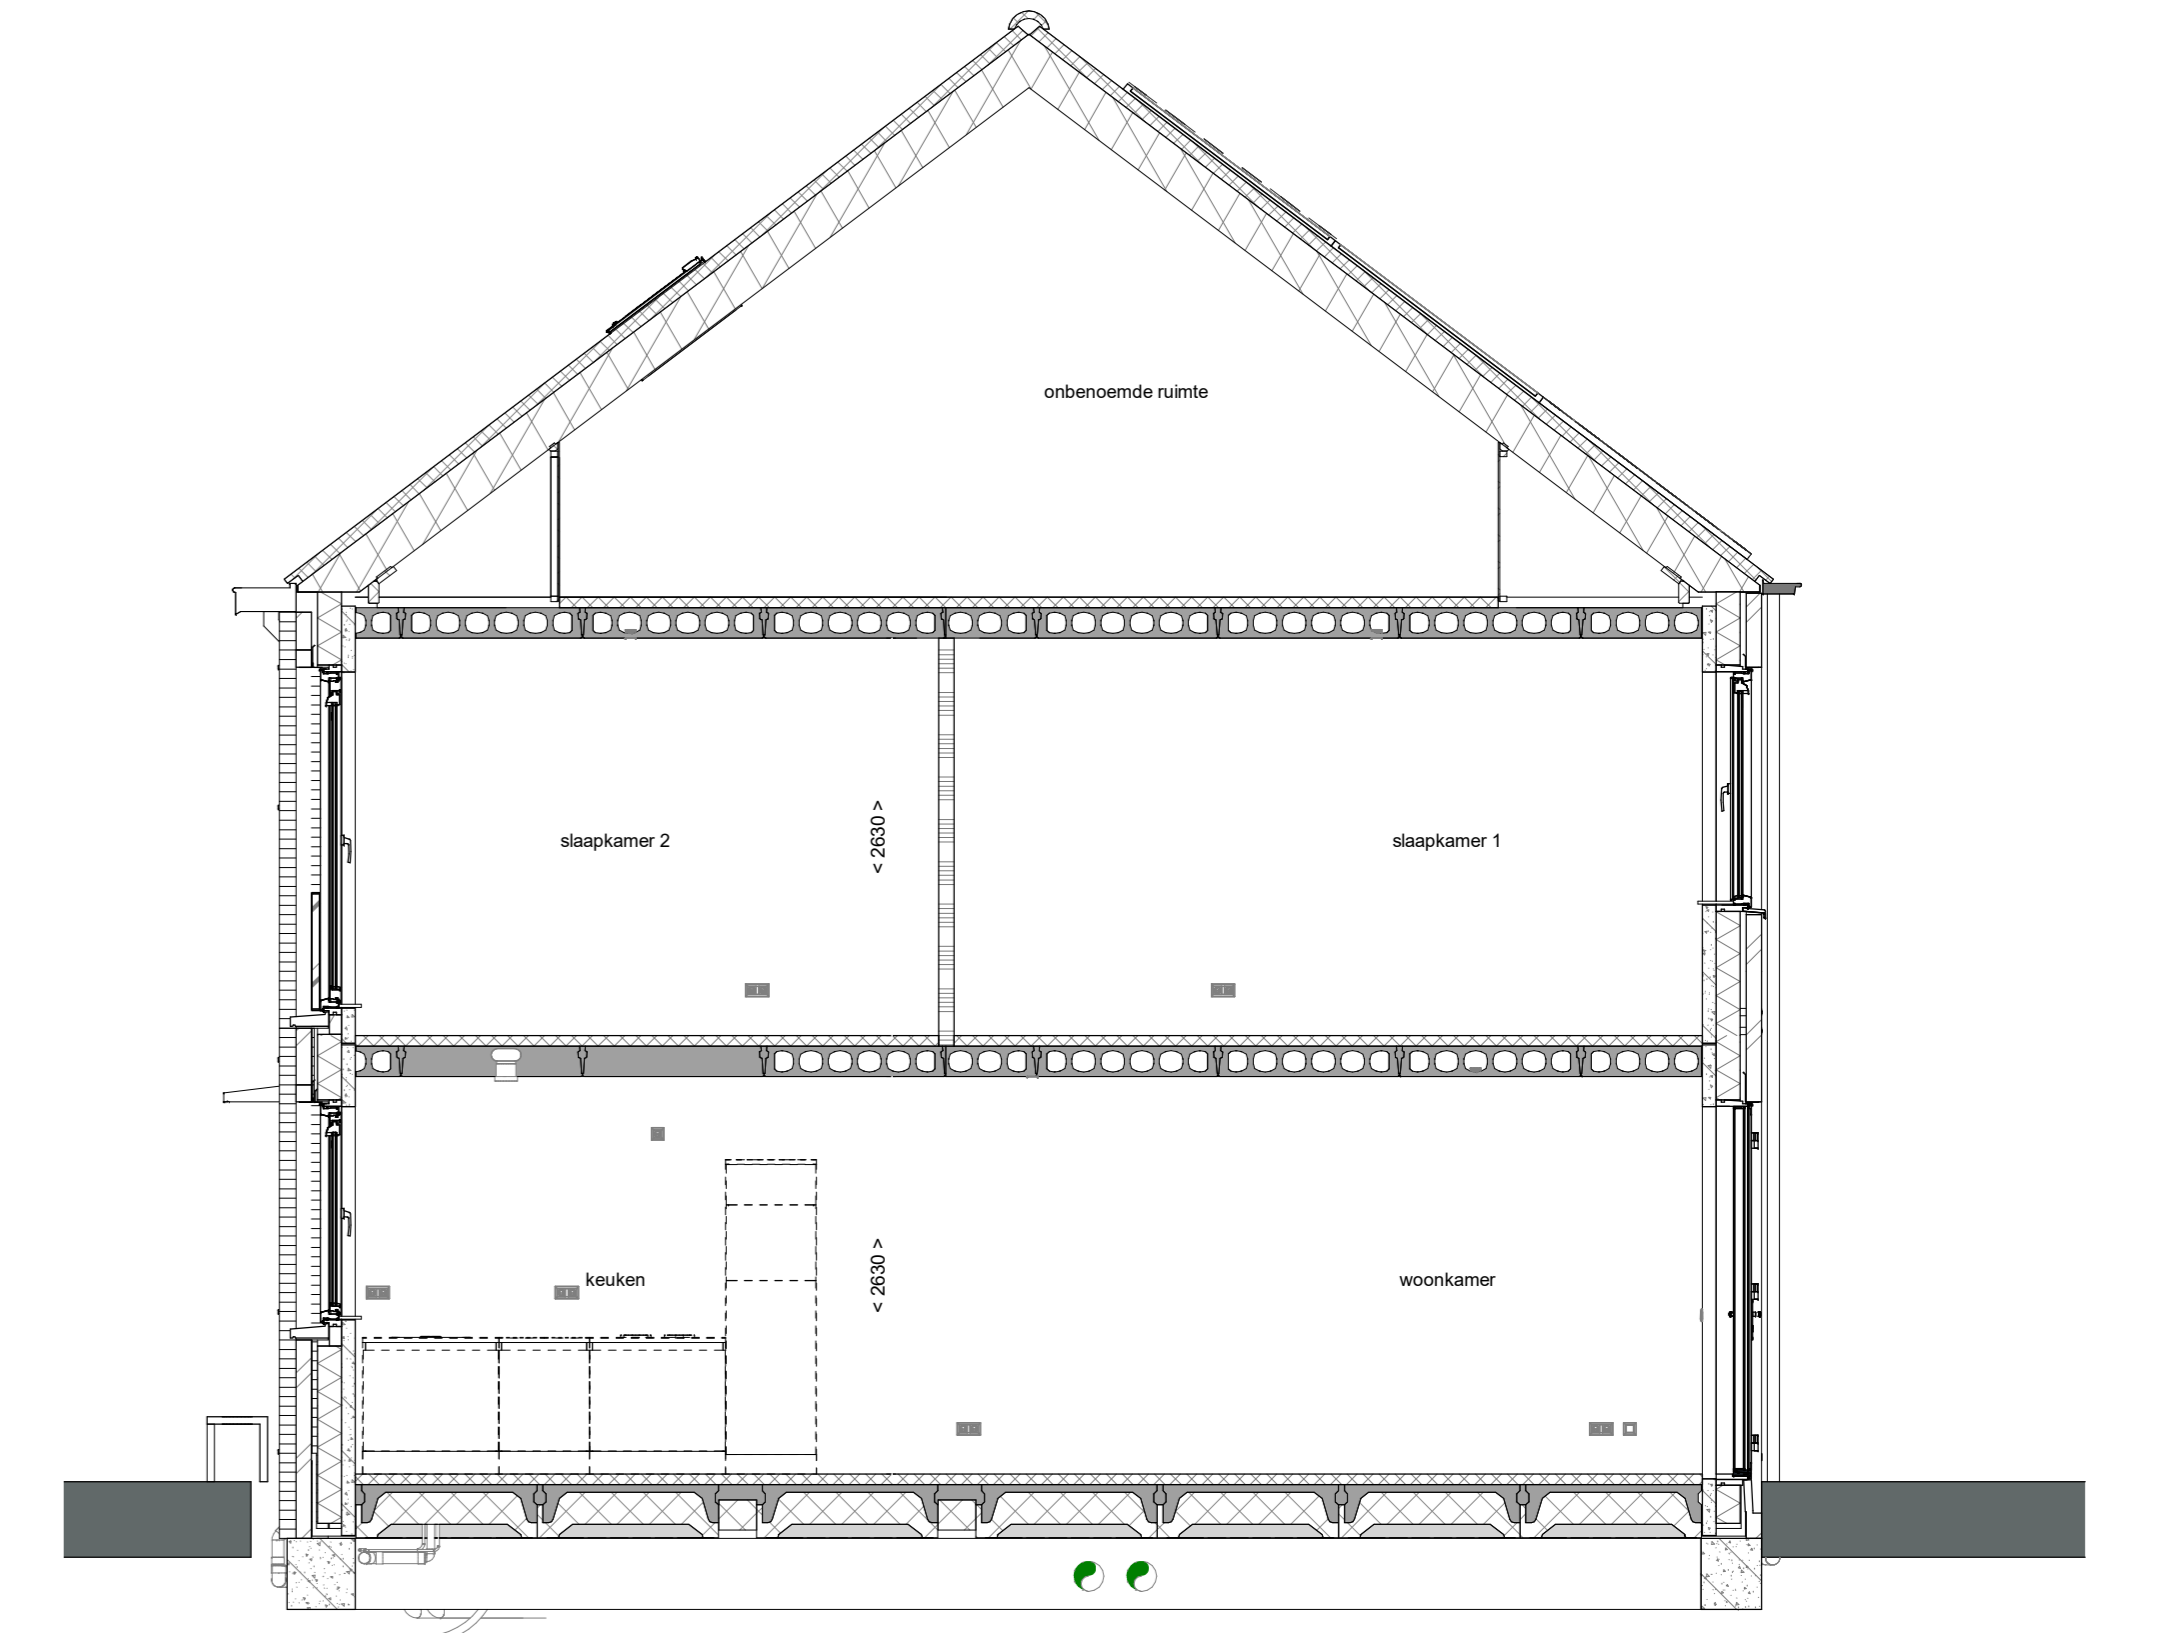 onbenoemde ruimte
slaapkamer 2
< 2630 >
slaapkamer 1
keuken
< 2630 >
woonkamer